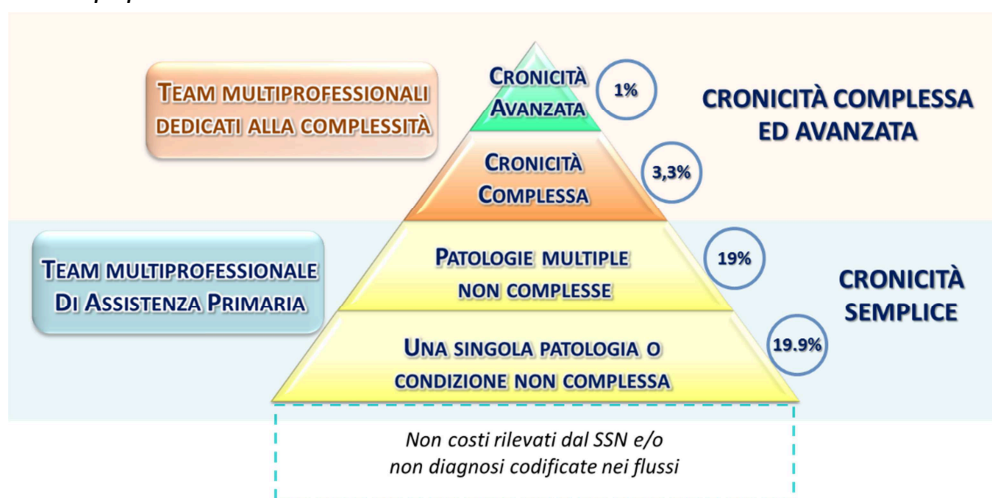 TEAM MULTIPROFESSIONALI
DEDICATI ALLA COMPLESSITÀ
CRONICITÀ
AVANZATA
1%
CRONICITÀ COMPLESSA
ED AVANZATA
CRONICITÀ
COMPLESSA
3,3%
TEAM MULTIPROFESSIONALE
DI ASSISTENZA PRIMARIA
PATOLOGIE MULTIPLE
NON COMPLESSE
19%
CRONICITÀ
SEMPLICE
UNA SINGOLA PATOLOGIA O
CONDIZIONE NON COMPLESSA
19.9%
Non costi rilevati dal SSN e/o
non diagnosi codificate nei flussi